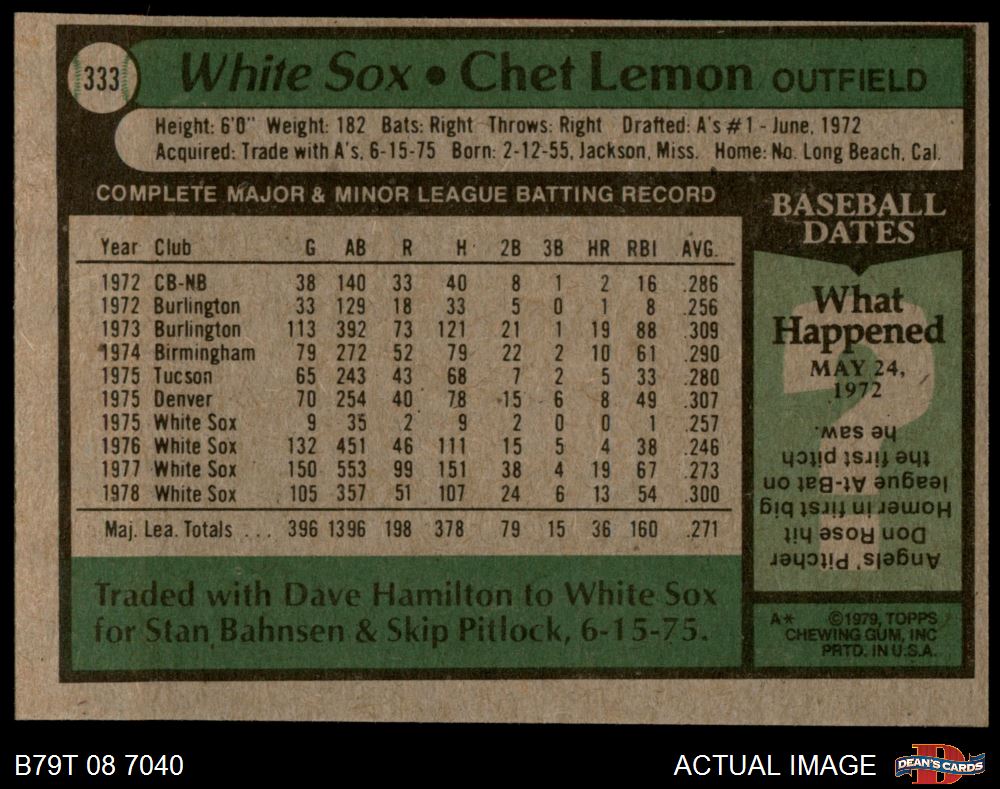 333 White Sox • Chet Lemon OUTFIELD
Height: 6'0" Weight: 182 Bats: Right Throws: Right Drafted: A's #1 - June, 1972
Acquired: Trade with A's, 6-15-75 Born: 2-12-55, Jackson, Miss. Home: No. Long Beach, Cal.
COMPLETE MAJOR & MINOR LEAGUE BATTING RECORD
Year Club G AB R H 2B 3B HR RBI AVG.
1972 CB-NB 38 140 33 40 8 1 2 16 .286
1972 Burlington 33 129 18 33 5 0 1 8 .256
1973 Burlington 113 392 73 121 21 1 19 88 .309
1974 Birmingham 79 272 52 79 22 2 10 61 .290
1975 Tucson 65 243 43 68 7 2 5 33 .280
1975 Denver 70 254 40 78 15 6 8 49 .307
1975 White Sox 9 35 2 9 2 0 0 1 .257
1976 White Sox 132 451 46 111 15 5 4 38 .246
1977 White Sox 150 553 99 151 38 4 19 67 .273
1978 White Sox 105 357 51 107 24 6 13 54 .300
Maj. Lea. Totals ... 396 1396 198 378 79 15 36 160 .271
Traded with Dave Hamilton to White Sox
for Stan Bahnsen & Skip Pitlock, 6-15-75.
BASEBALL
DATES
What
Happened
MAY 24,
1972
Angels' Pitcher
Don Rose hit
Homer in first big
league At-Bat on
the first pitch
he saw.
A* ©1979, TOPPS
CHEWING GUM, INC
PRTD. IN U.S.A.
B79T 08 7040
ACTUAL IMAGE
D
DEAN'S CARDS